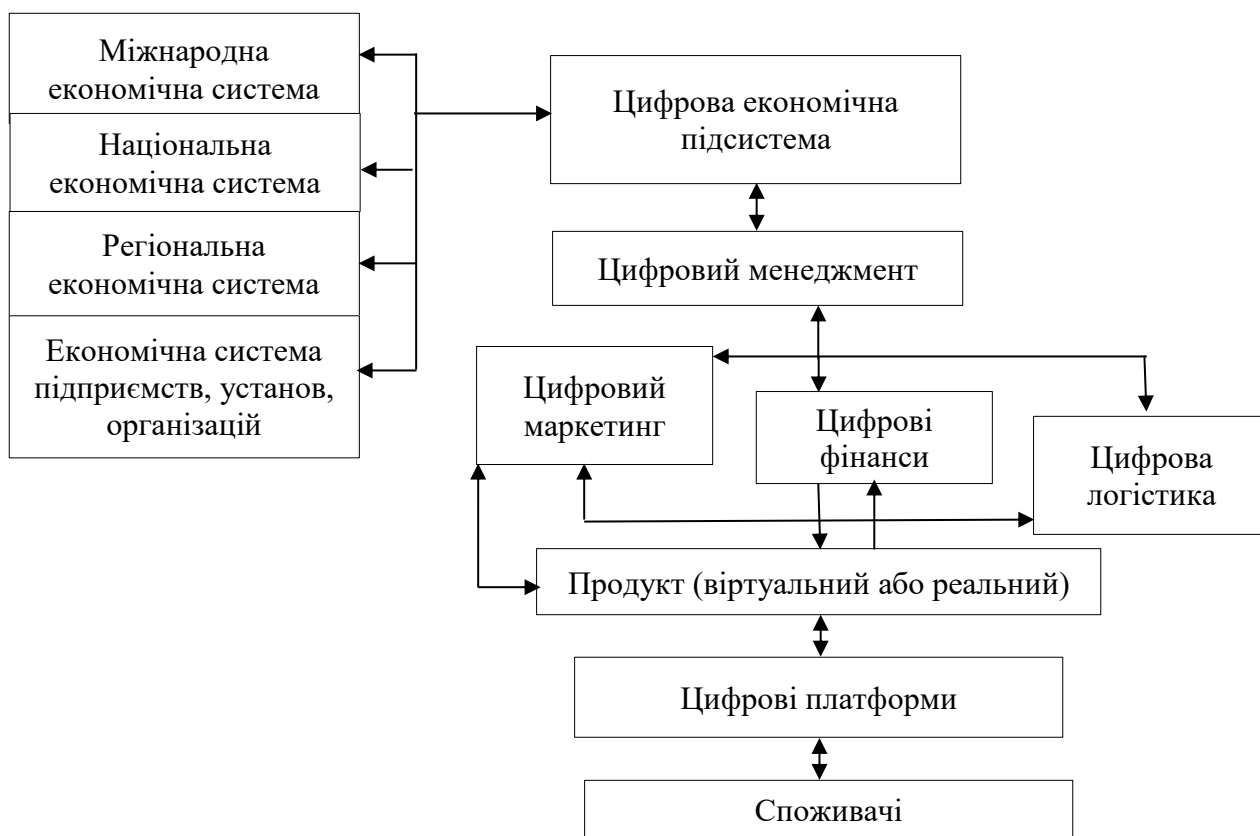 Міжнародна
економічна система
Національна
економічна система
Регіональна
економічна система
Економічна система
підприємств, установ,
організацій
Цифрова економічна
підсистема
Цифровий менеджмент
Цифровий
маркетинг
Цифрові
фінанси
Цифрова
логістика
Продукт (віртуальний або реальний)
Цифрові платформи
Споживачі